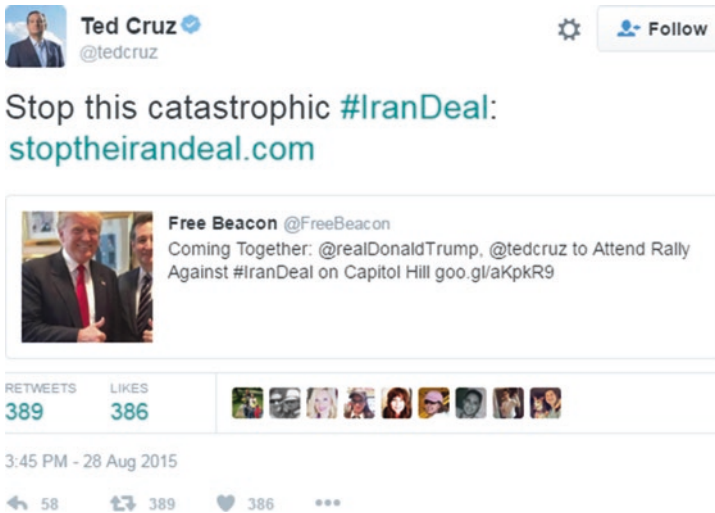 Ted Cruz
Follow
@tedcruz
Stop this catastrophic #IranDeal:
stoptheirandeal.com
Free Beacon @FreeBeacon
Coming Together: @realDonaldTrump, @tedcruz to Attend Rally
Against #IranDeal on Capitol Hill goo.gl/aKpkR9
RETWEETS LIKES
389 386
3:45 PM - 28 Aug 2015
58 389 386